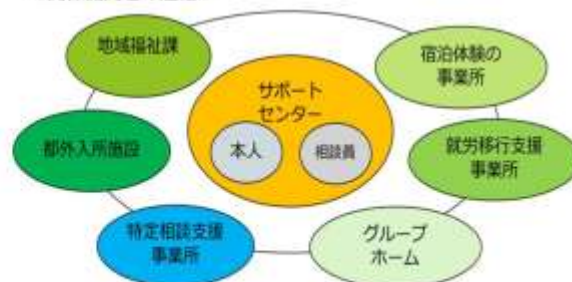 地域福祉課
宿泊体験の
事業所
サポート
センター
本人
相談員
都外入所施設
就労移行支援
事業所
特定相談支援
事業所
グループ
ホーム